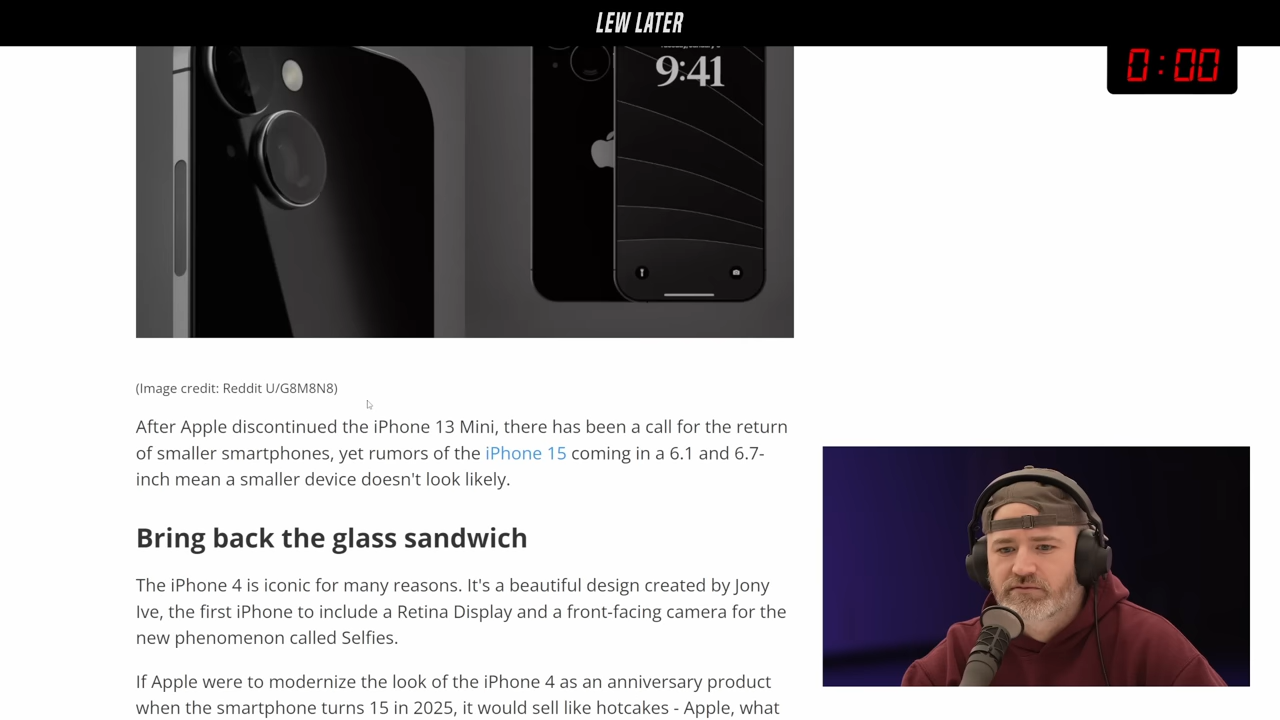 LEW LATER
0:00
9:41
(Image credit: Reddit U/G8M8N8)
After Apple discontinued the iPhone 13 Mini, there has been a call for the return
of smaller smartphones, yet rumors of the iPhone 15 coming in a 6.1 and 6.7-
inch mean a smaller device doesn't look likely.
Bring back the glass sandwich
The iPhone 4 is iconic for many reasons. It's a beautiful design created by Jony
Ive, the first iPhone to include a Retina Display and a front-facing camera for the
new phenomenon called Selfies.
If Apple were to modernize the look of the iPhone 4 as an anniversary product
when the smartphone turns 15 in 2025, it would sell like hotcakes - Apple, what